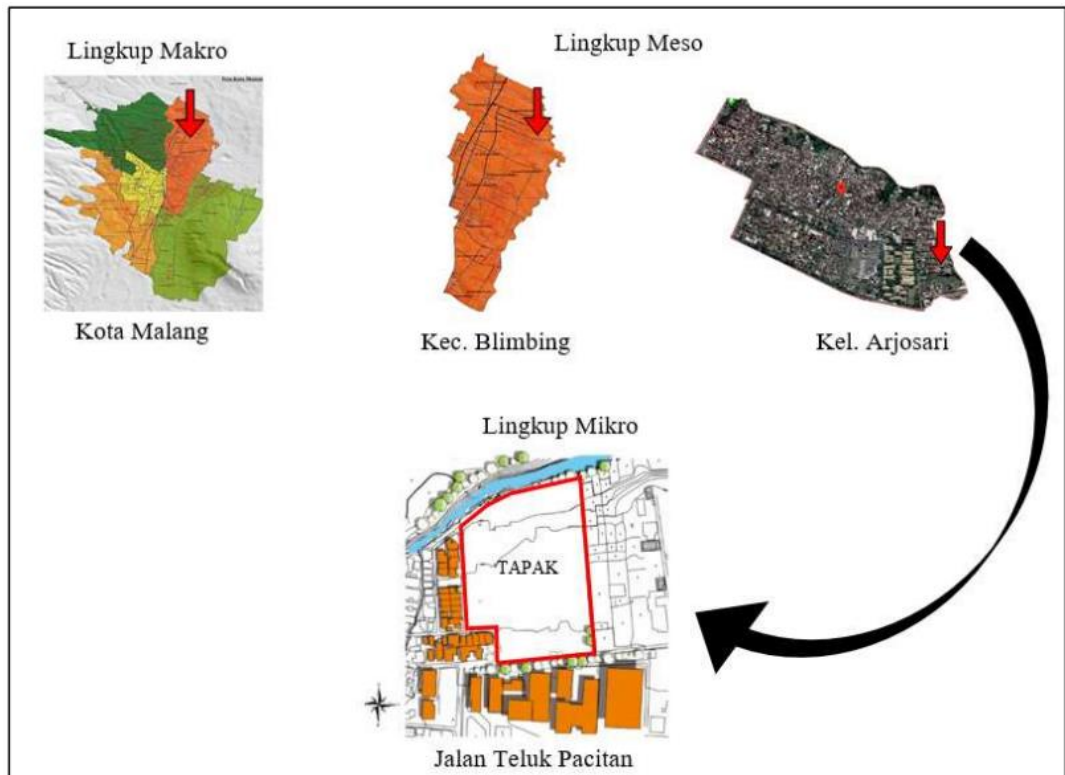 Lingkup Makro
Lingkup Meso
Kota Malang
Kec. Blimbing
Kel. Arjosari
Lingkup Mikro
TAPAK
Jalan Teluk Pacitan